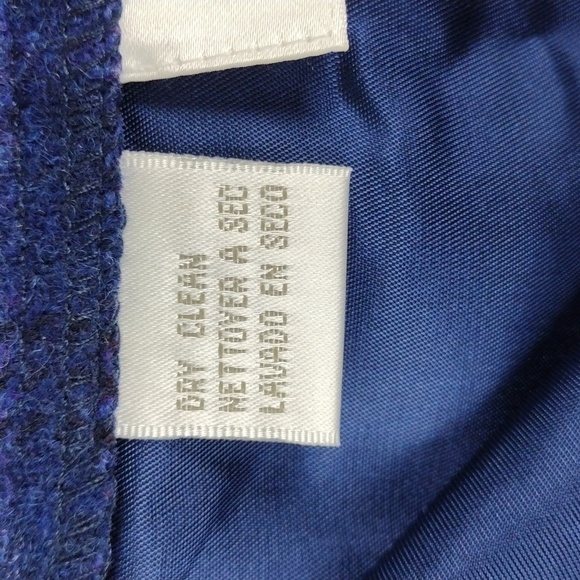 DRY CLEAN
NETTOYER A SEC
LAVADO EN SECO